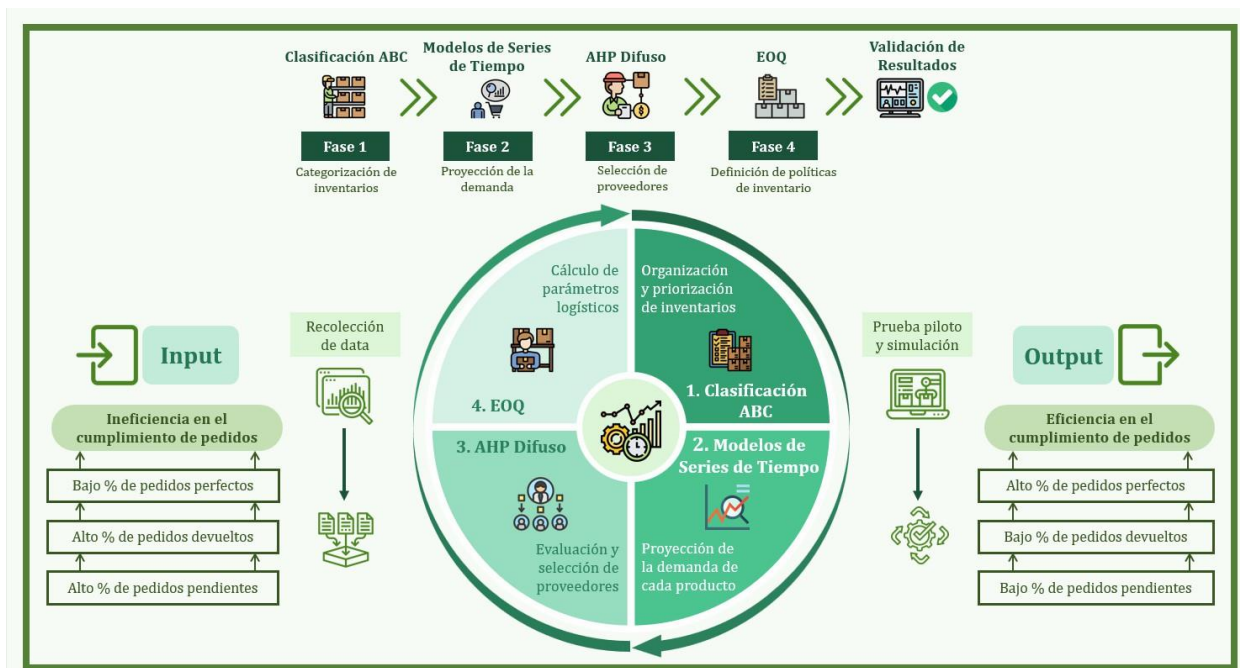 Clasificación ABC
Modelos de Series
de Tiempo
AHP Difuso
EOQ
Validación de
Resultados
Fase 1
Fase 2
Fase 3
Fase 4
Categorización de
inventarios
Proyección de la
demanda
Selección de
proveedores
Definición de políticas
de inventario
Input
Ineficiencia en el
cumplimiento de pedidos
Bajo % de pedidos perfectos
Alto % de pedidos devueltos
Alto % de pedidos pendientes
Recolección
de data
Cálculo de
parámetros
logísticos
4. EOQ
Organización
y priorización
de inventarios
1. Clasificación
ABC
3. AHP Difuso
Evaluación y
selección de
proveedores
2. Modelos de
Series de Tiempo
Proyección de
la demanda de
cada producto
Prueba piloto
y simulación
Output
Eficiencia en el
cumplimiento de pedidos
Alto % de pedidos perfectos
Bajo % de pedidos devueltos
Bajo % de pedidos pendientes